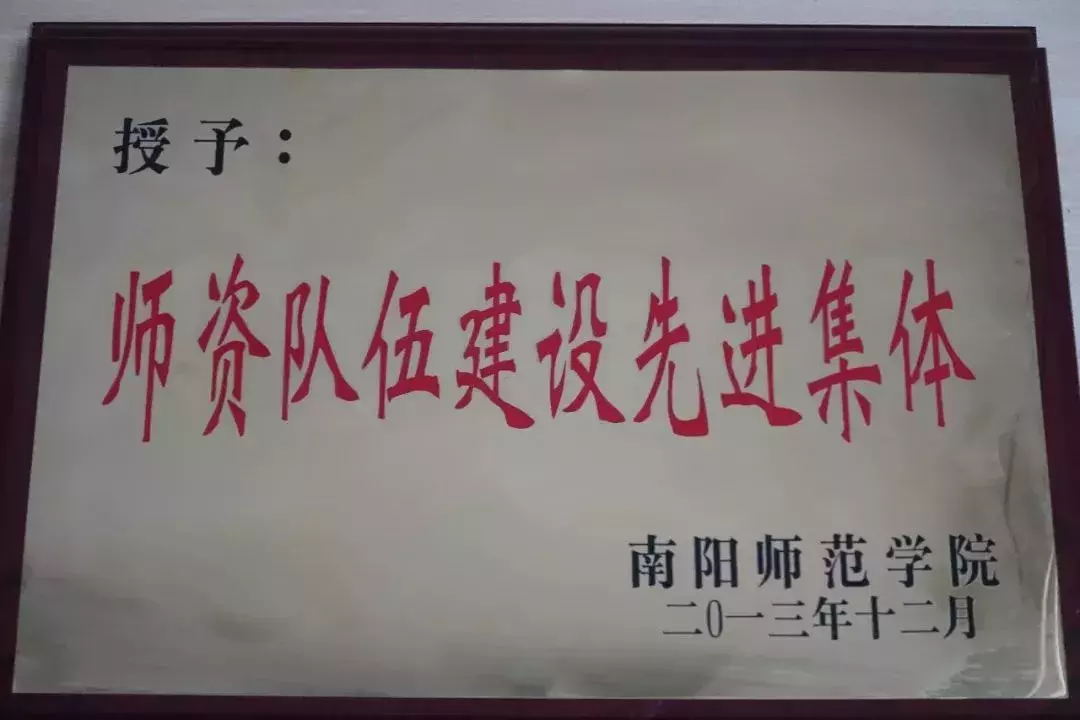 授予：
师资队伍建设先进集体
南阳师范学院
二0一三年十二月